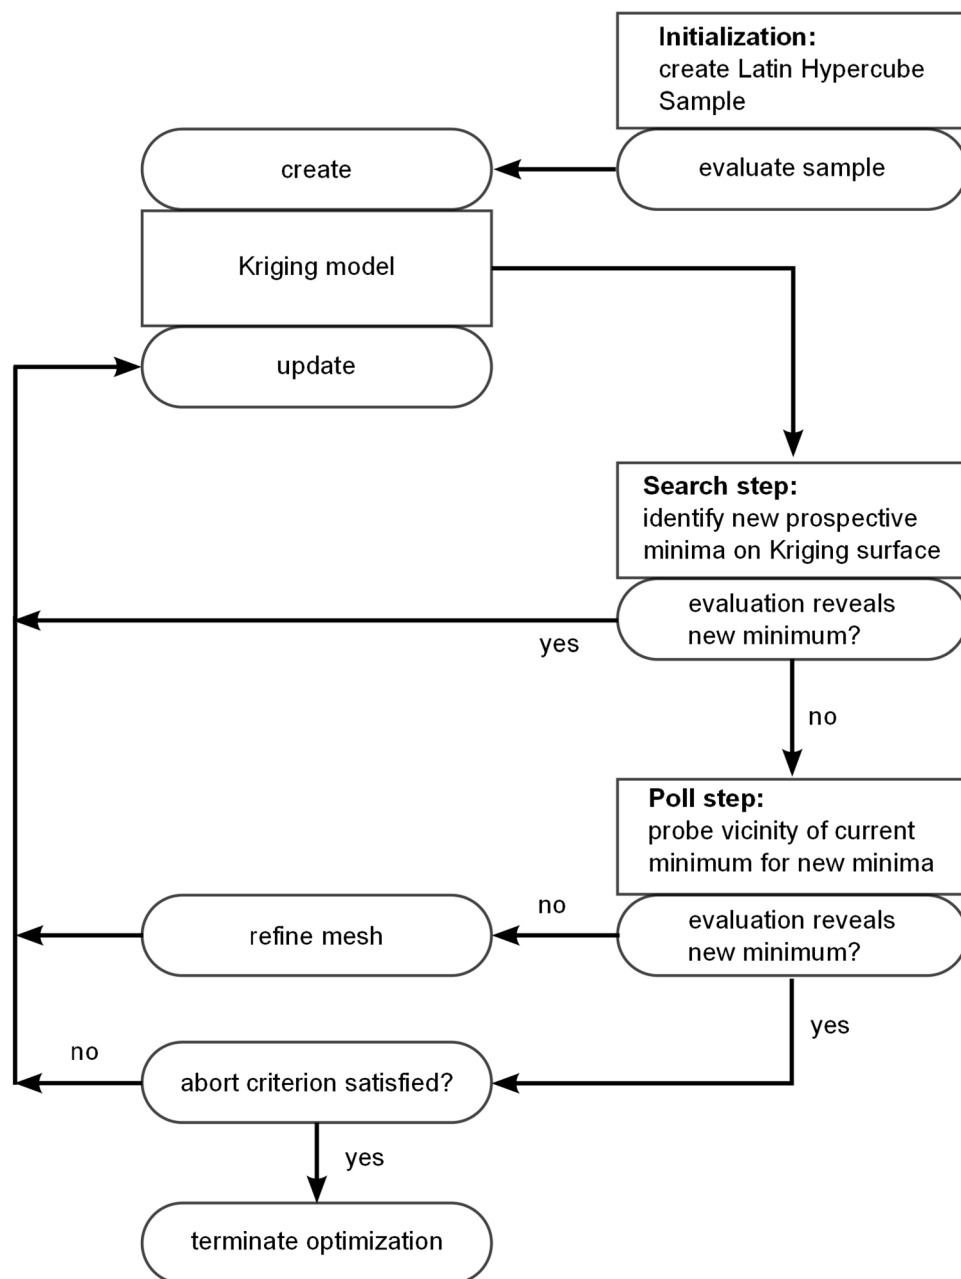 Initialization:
create Latin Hypercube
Sample
create
evaluate sample
Kriging model
update
Search step:
identify new prospective
minima on Kriging surface
evaluation reveals
new minimum?
yes
no
Poll step:
probe vicinity of current
minimum for new minima
no
refine mesh
evaluation reveals
new minimum?
yes
no
abort criterion satisfied?
yes
terminate optimization